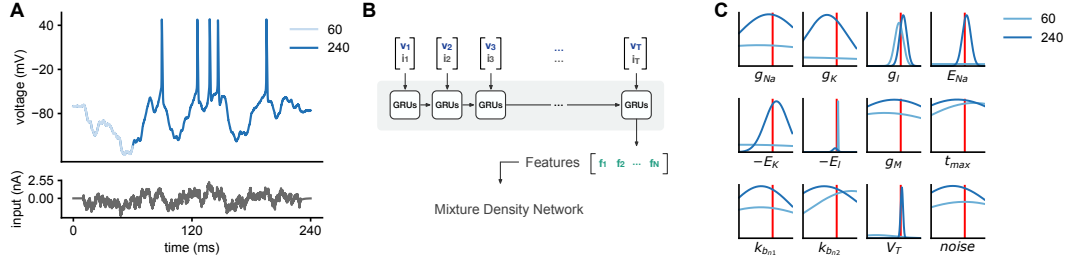 A
40
−20
−80
voltage (mV)
60
240
2.55
0.00
input (nA)
0
120
240
time (ms)
B
v1 v2 v3 ... vT
i1 i2 i3 ... iT
GRUs GRUs GRUs ... GRUs
Features [ f1 f2 ... fN ]
Mixture Density Network
C
60
240
gNa gK gl ENa
−EK −El gM tmax
kbn1 kbn2 VT noise